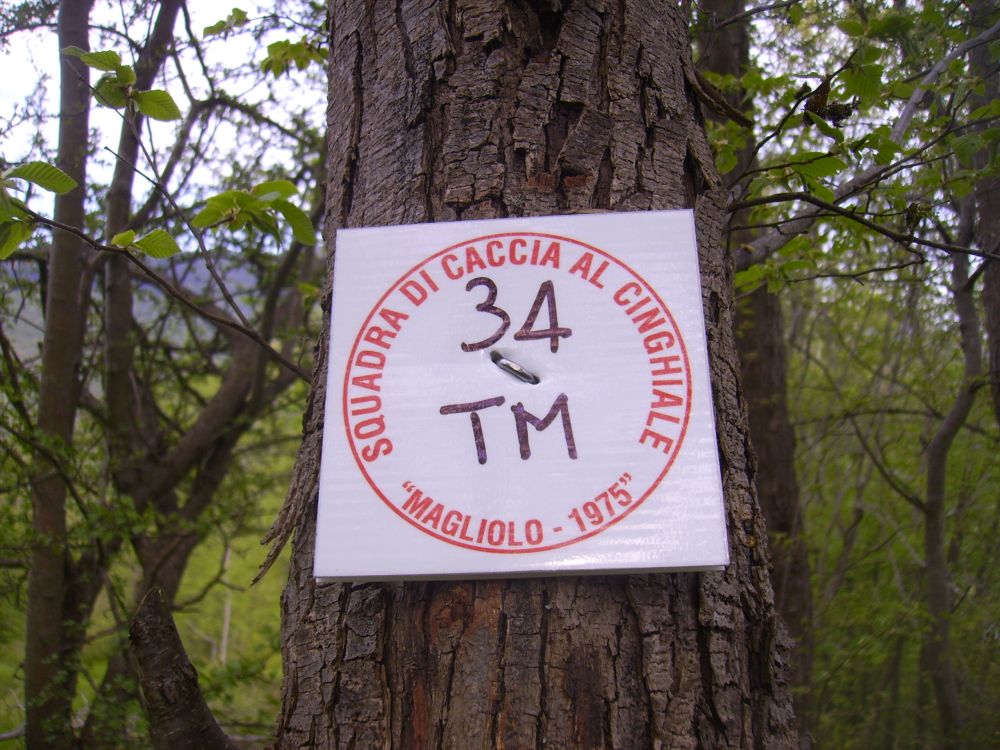 SQUADRA DI CACCIA AL CINGHIALE
34
TM
"MAGLIOLO - 1975"